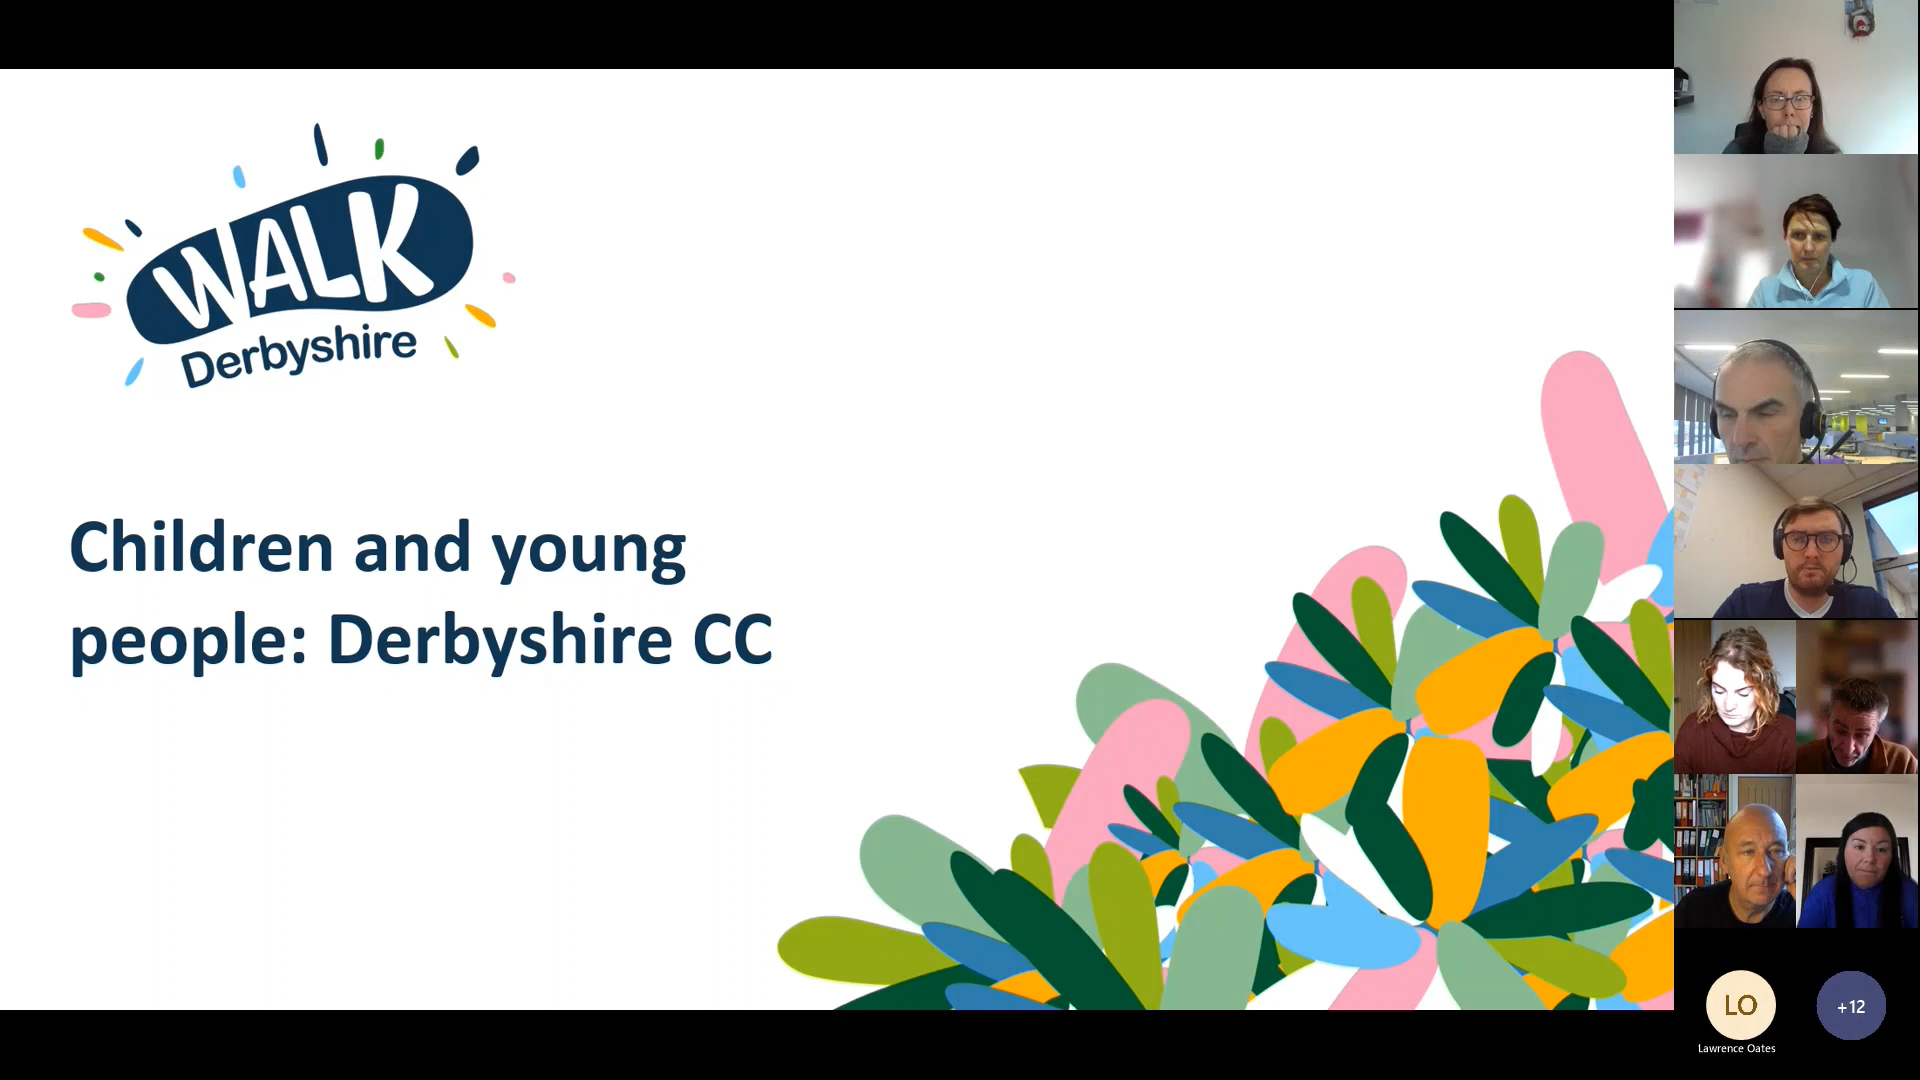 WALK
Derbyshire
Children and young
people: Derbyshire CC
LO
+12
Lawrence Oates